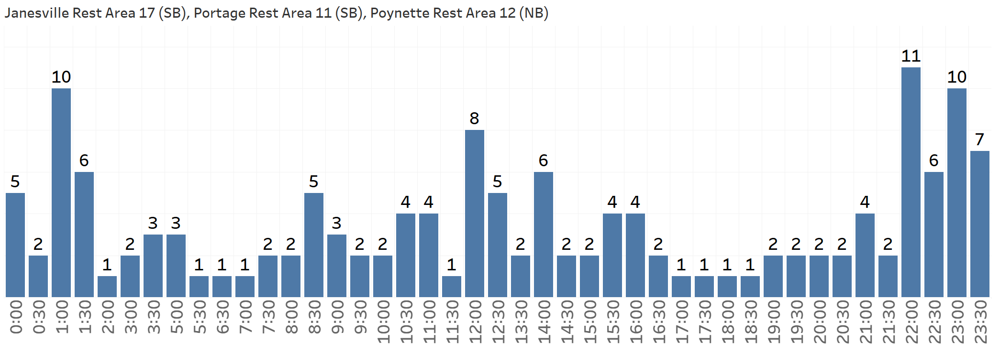 Janesville Rest Area 17 (SB), Portage Rest Area 11 (SB), Poynette Rest Area 12 (NB)
5 2 10 6 1 2 3 3 1 1 1 2 2 5 3 2 2 4 4 1 8 5 2 6 2 2 4 4 2 1 1 1 1 2 2 2 2 4 2 11 6 10 7
0:00 0:30 1:00 1:30 2:00 3:00 3:30 5:00 5:30 6:30 7:00 7:30 8:00 8:30 9:00 9:30 10:00 10:30 11:00 11:30 12:00 12:30 13:30 14:00 14:30 15:00 15:30 16:00 16:30 17:00 17:30 18:00 18:30 19:00 19:30 20:00 20:30 21:00 21:30 22:00 22:30 23:00 23:30